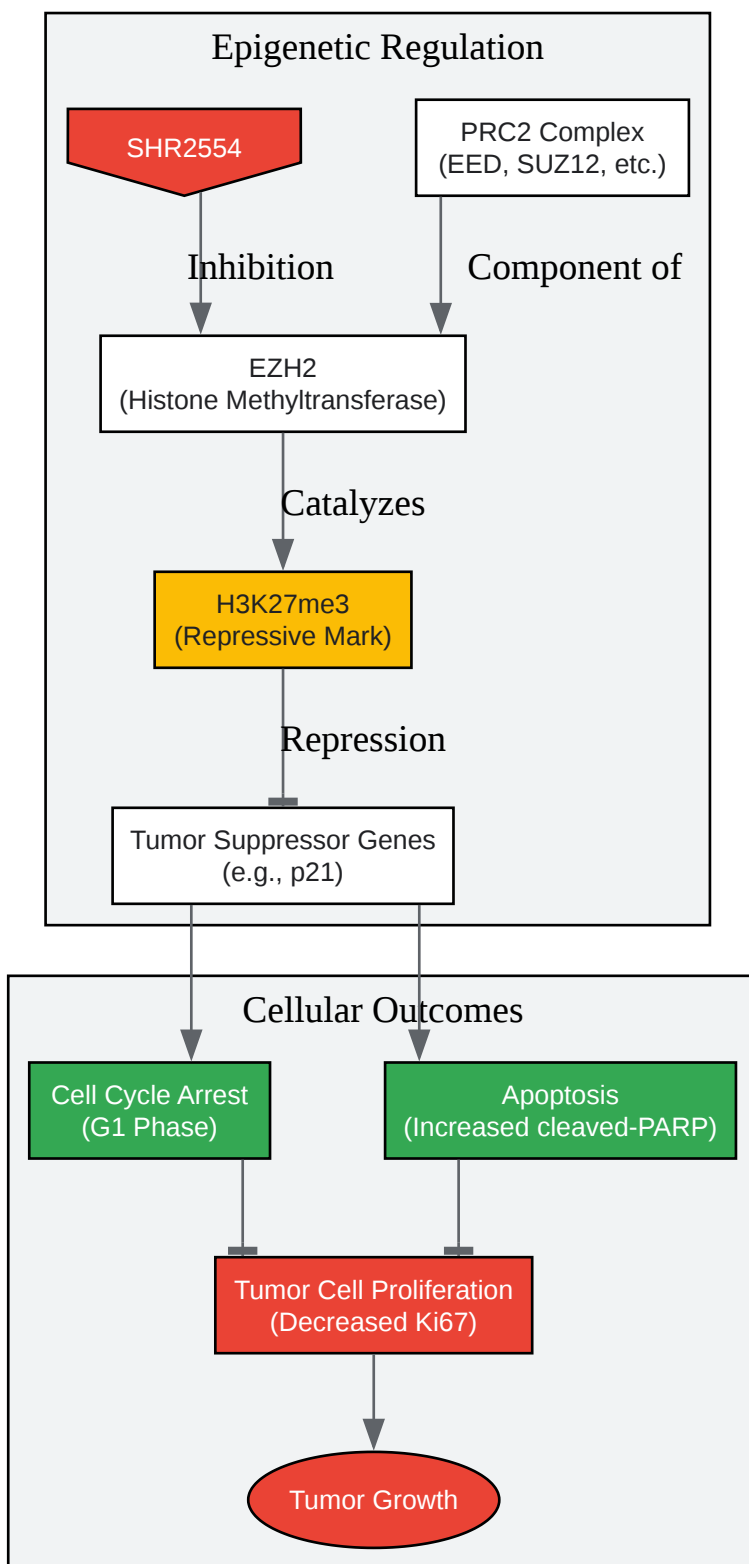 Epigenetic Regulation
SHR2554
PRC2 Complex
(EED, SUZ12, etc.)
Inhibition
Component of
EZH2
(Histone Methyltransferase)
Catalyzes
H3K27me3
(Repressive Mark)
Repression
Tumor Suppressor Genes
(e.g., p21)
Cellular Outcomes
Cell Cycle Arrest
(G1 Phase)
Apoptosis
(Increased cleaved-PARP)
Tumor Cell Proliferation
(Decreased Ki67)
Tumor Growth